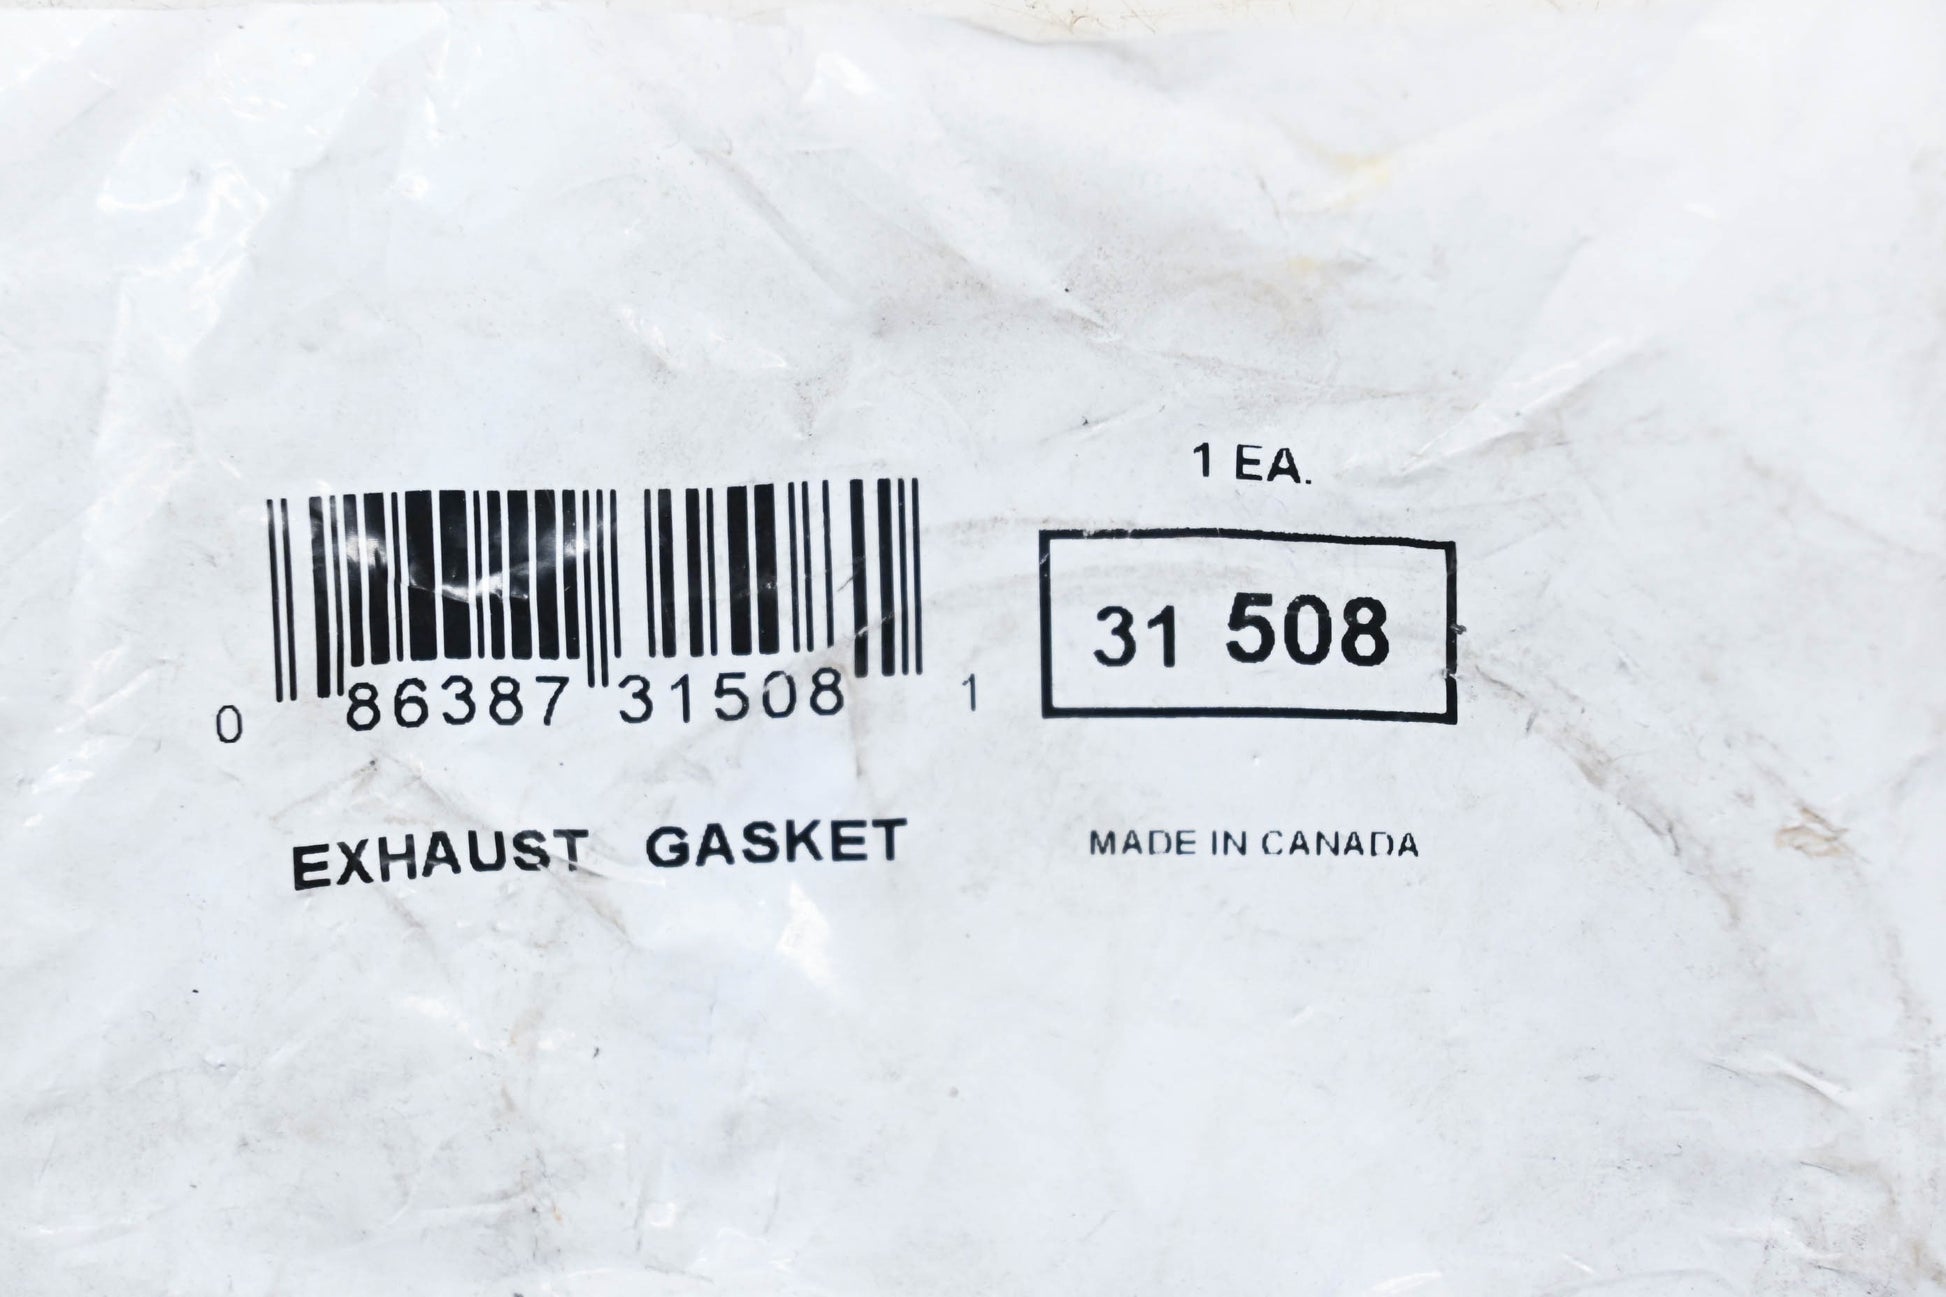 1 EA.
31 508
0 86387 31508 1
EXHAUST GASKET
MADE IN CANADA